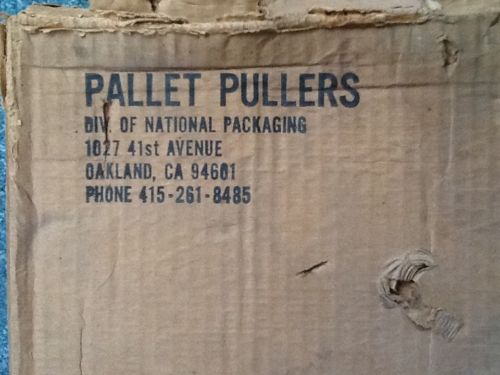 PALLET PULLERS
DIV. OF NATIONAL PACKAGING
1027 41st AVENUE
OAKLAND, CA 94601
PHONE 415-261-8485